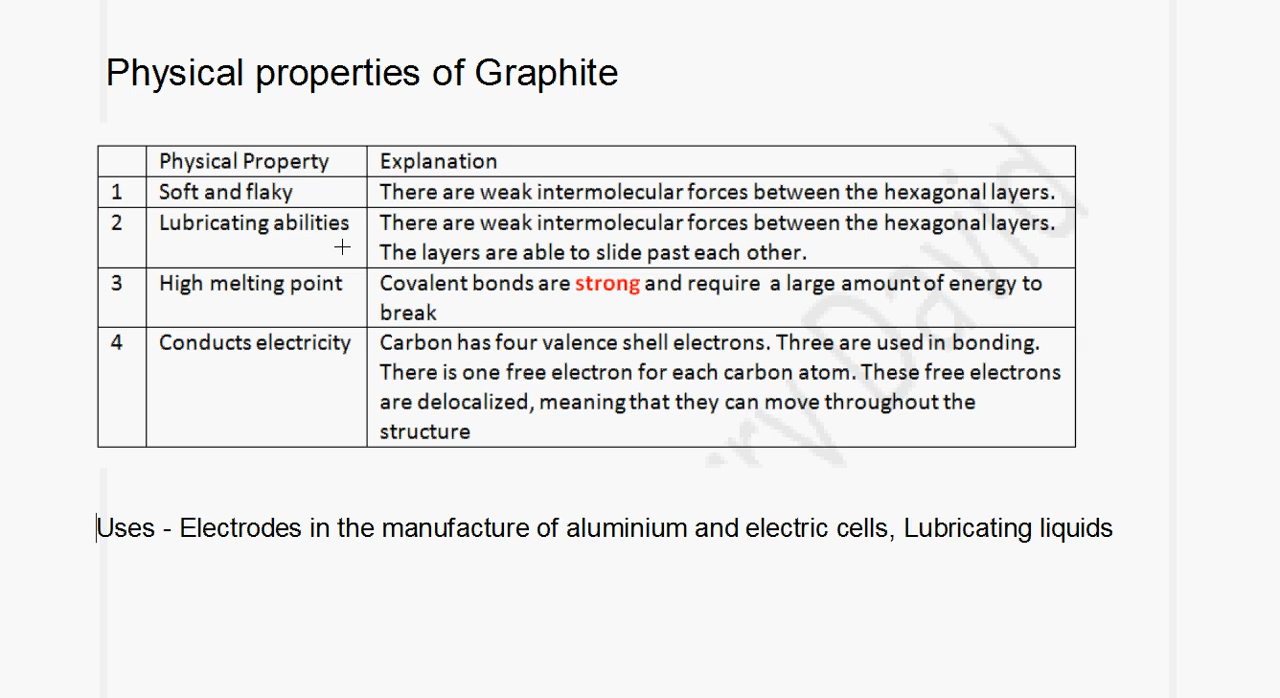 Physical properties of Graphite
Physical Property Explanation
1 Soft and flaky There are weak intermolecular forces between the hexagonal layers.
2 Lubricating abilities There are weak intermolecular forces between the hexagonal layers.
The layers are able to slide past each other.
3 High melting point Covalent bonds are strong and require a large amount of energy to
break
4 Conducts electricity Carbon has four valence shell electrons. Three are used in bonding.
There is one free electron for each carbon atom. These free electrons
are delocalized, meaning that they can move throughout the
structure
Uses - Electrodes in the manufacture of aluminium and electric cells, Lubricating liquids
David